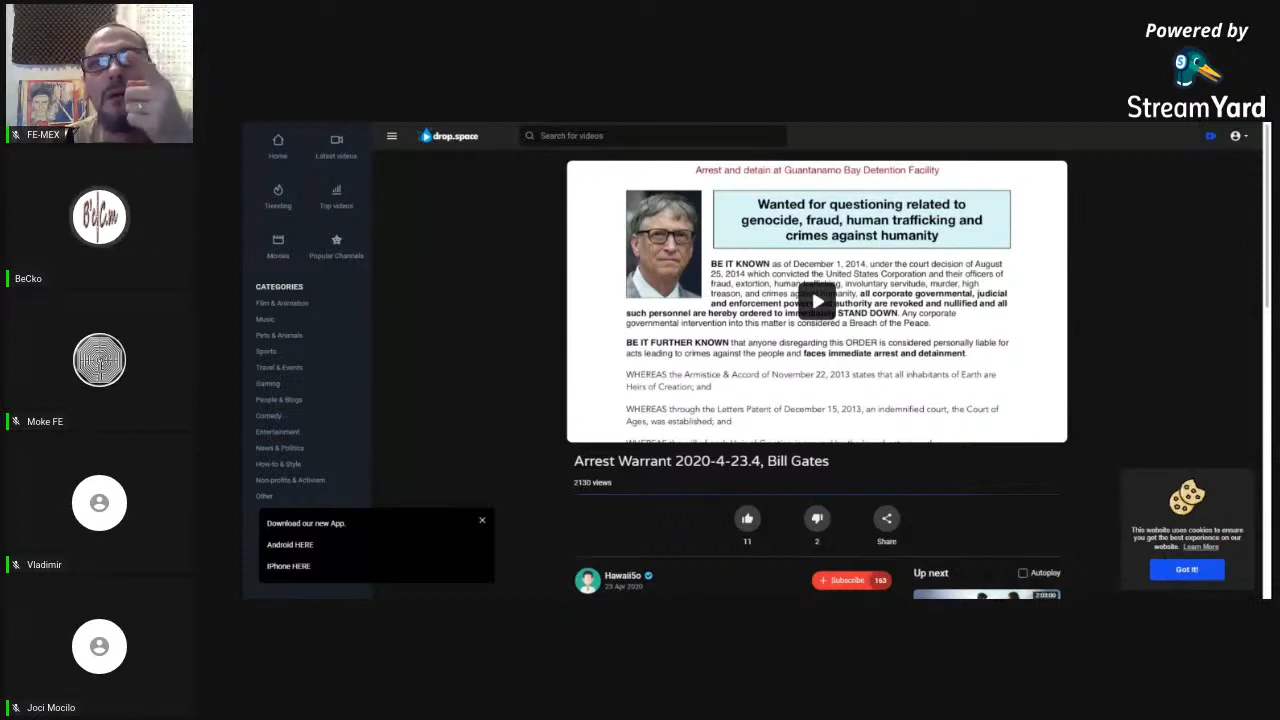 Powered by
StreamYard
FE-MEX
BeCko
Moke FE
Vladimir
Joci Mocilo
drop.space
Search for videos
Home
Latest videos
Trending
Top videos
Movies
Popular Channels
CATEGORIES
Film & Animation
Music
Pets & Animals
Sports
Travel & Events
Gaming
People & Blogs
Comedy
Entertainment
News & Politics
How-to & Style
Non-profits & Activism
Other
Download our new App.
Android HERE
IPhone HERE
Arrest and detain at Guantanamo Bay Detention Facility
Wanted for questioning related to
genocide, fraud, human trafficking and
crimes against humanity
BE IT KNOWN as of December 1, 2014, under the court decision of August
25, 2014 which convicted the United States Corporation and their officers of
fraud, extortion, human trafficking, involuntary servitude, murder, high
treason, and crimes against humanity, all corporate governmental, judicial
and enforcement powers authority are revoked and nullified and all
such personnel are hereby ordered to immediately STAND DOWN. Any corporate
governmental intervention into this matter is considered a Breach of the Peace.
BE IT FURTHER KNOWN that anyone disregarding this ORDER is considered personally liable for
acts leading to crimes against the people and faces immediate arrest and detainment.
WHEREAS the Armistice & Accord of November 22, 2013 states that all inhabitants of Earth are
Heirs of Creation; and
WHEREAS through the Letters Patent of December 15, 2013, an indemnified court, the Court of
Ages, was established; and
Arrest Warrant 2020-4-23.4, Bill Gates
2130 views
11
2
Share
Hawaii5o
23 Apr 2020
Subscribe 163
Up next
Autoplay
2:03:00
This website uses cookies to ensure
you get the best experience on our
website. Learn More
Got It!